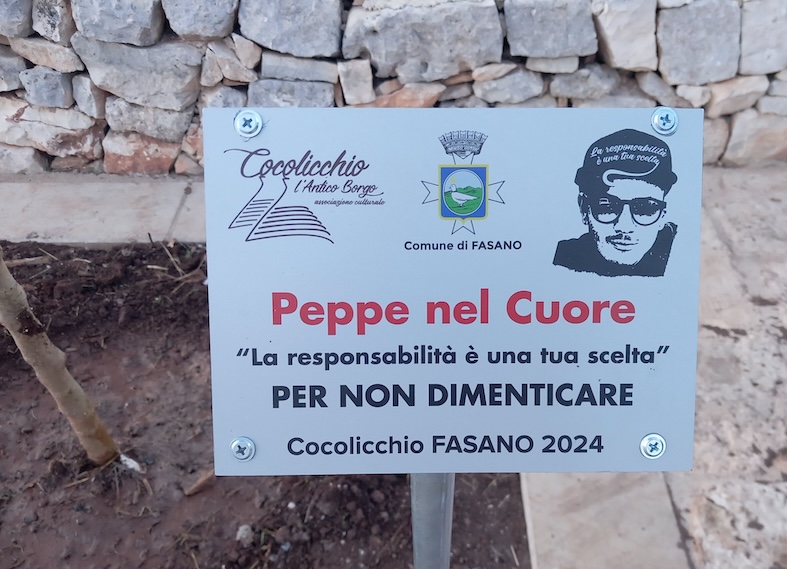 Cocolicchio
l'Antico Borgo
associazione culturale
Comune di FASANO
La responsabilità
è una tua scelta
Peppe nel Cuore
“La responsabilità è una tua scelta”
PER NON DIMENTICARE
Cocolicchio FASANO 2024